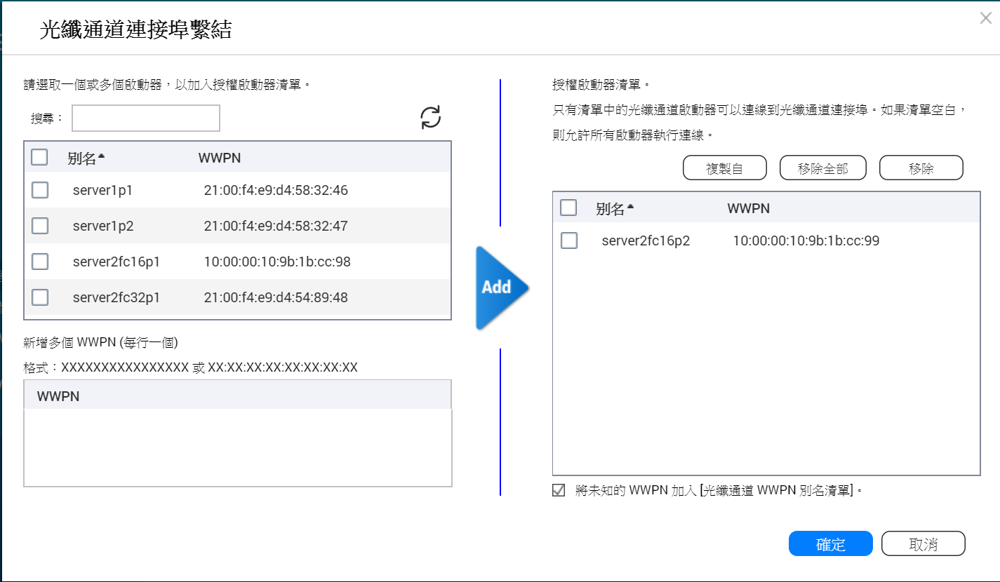 光纖通道連接埠繫結
請選取一個或多個啟動器，以加入授權啟動器清單。
搜尋：
別名 WWPN
server1p1 21:00:f4:e9:d4:58:32:46
server1p2 21:00:f4:e9:d4:58:32:47
server2fc16p1 10:00:00:10:9b:1b:cc:98
server2fc32p1 21:00:f4:e9:d4:54:89:48
新增多個 WWPN (每行一個)
格式：XXXXXXXXXXXXXXXX 或 XX:XX:XX:XX:XX:XX:XX:XX
WWPN
Add
授權啟動器清單。
只有清單中的光纖通道啟動器可以連線到光纖通道連接埠。如果清單空白，
則允許所有啟動器執行連線。
複製自 移除全部 移除
別名 WWPN
server2fc16p2 10:00:00:10:9b:1b:cc:99
將未知的 WWPN 加入 [光纖通道 WWPN 別名清單]。
確定 取消